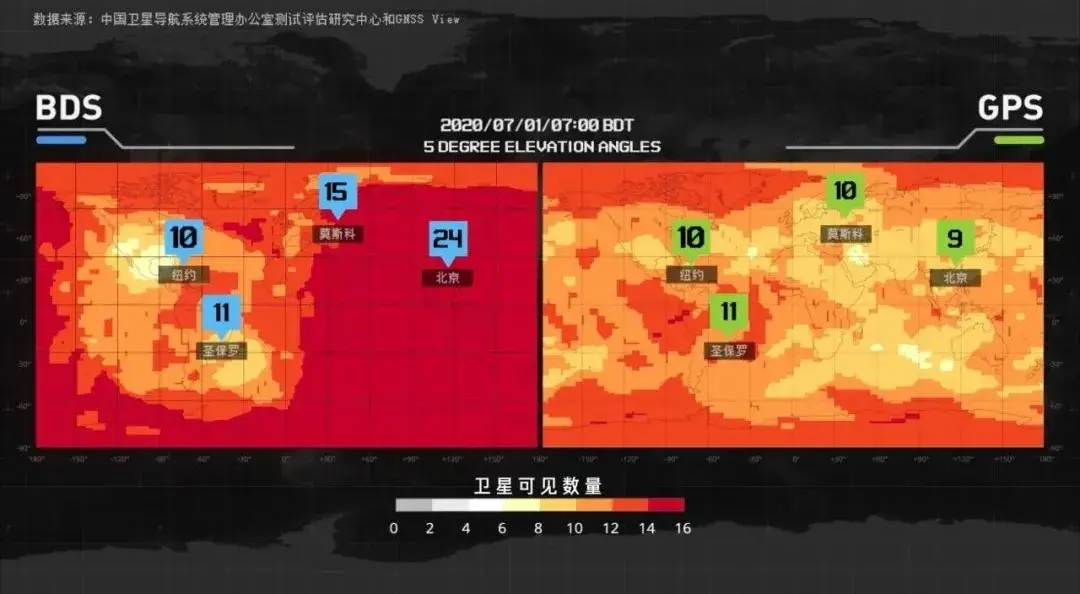 数据来源：中国卫星导航系统管理办公室测试评估研究中心和GNSS View
BDS
GPS
2020/07/01/07:00 BDT
5 DEGREE ELEVATION ANGLES
15
莫斯科
10
纽约
24
北京
11
圣保罗
10
莫斯科
10
纽约
9
北京
11
圣保罗
卫星可见数量
0 2 4 6 8 10 12 14 16